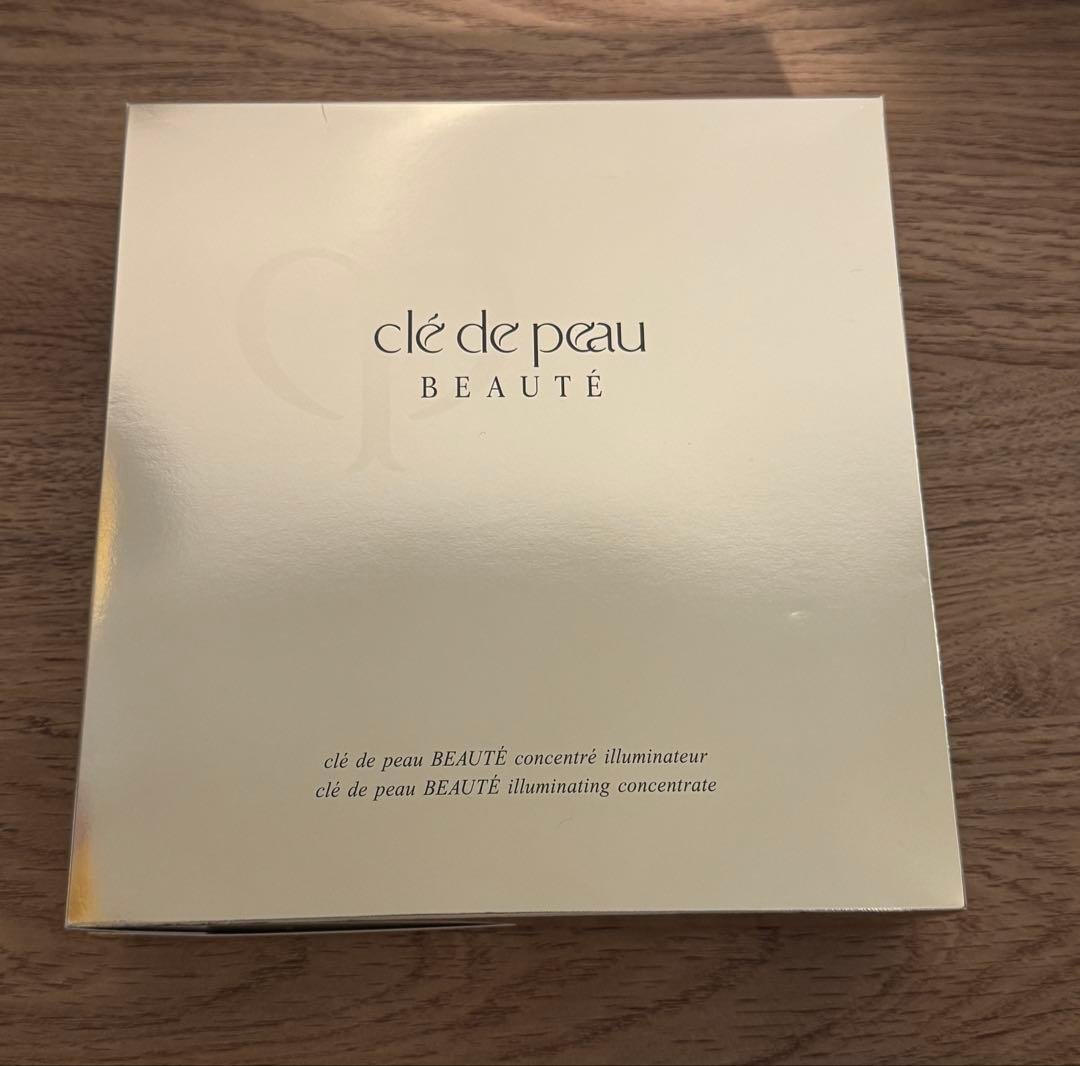 clé de peau
BEAUTÉ
clé de peau BEAUTÉ concentré illuminateur
clé de peau BEAUTÉ illuminating concentrate